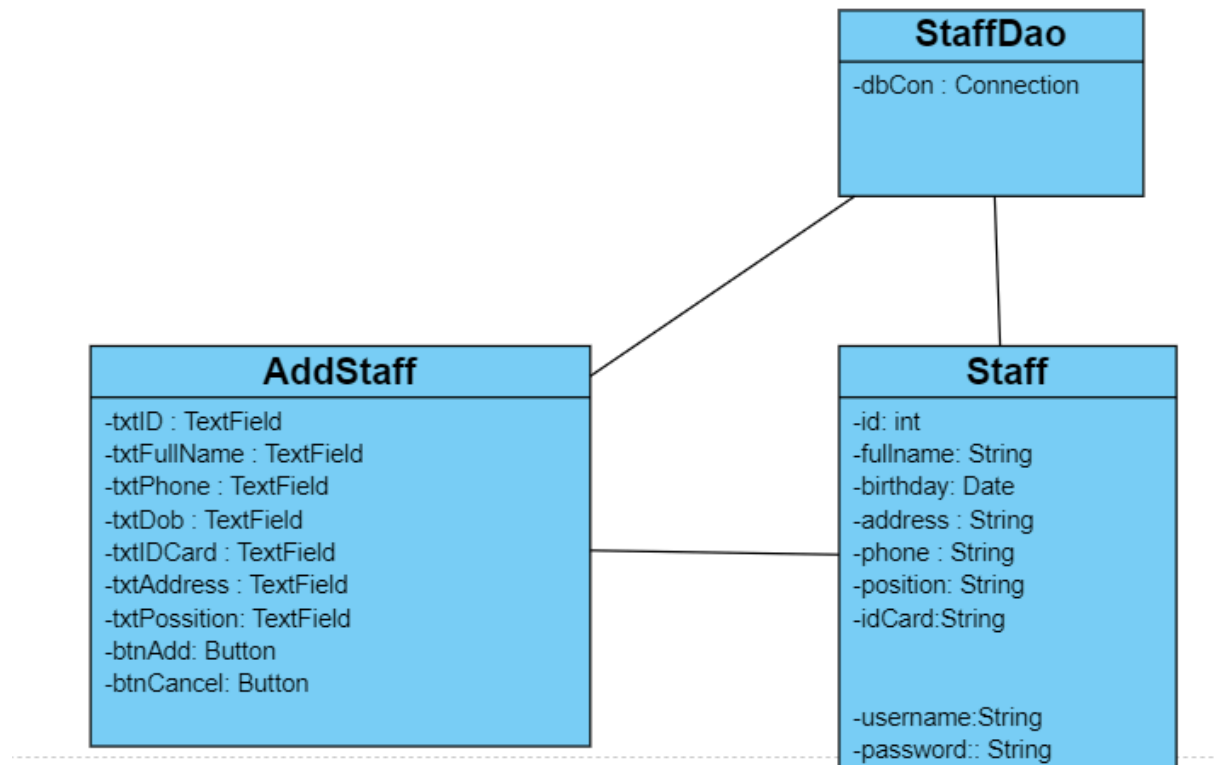 StaffDao
-dbCon : Connection
AddStaff
-txtID : TextField
-txtFullName : TextField
-txtPhone : TextField
-txtDob : TextField
-txtIDCard : TextField
-txtAddress : TextField
-txtPossition: TextField
-btnAdd: Button
-btnCancel: Button
Staff
-id: int
-fullname: String
-birthday: Date
-address : String
-phone : String
-position: String
-idCard:String
-username:String
-password:: String